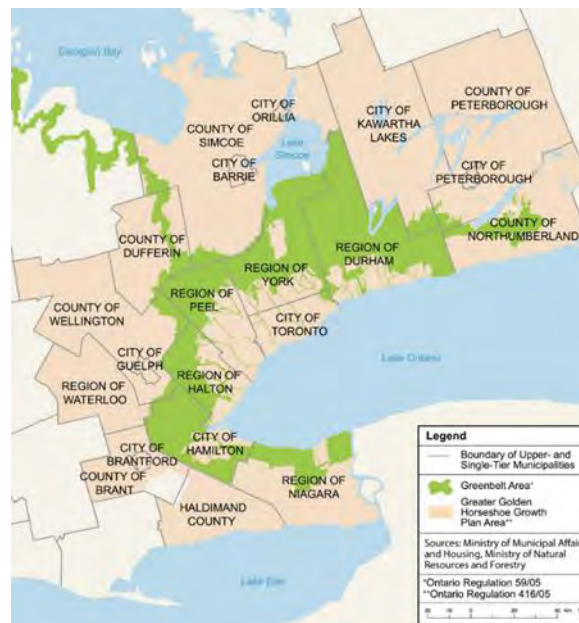 Georgian Bay
CITY OF
ORILLIA
COUNTY OF
SIMCOE
CITY OF
BARRIE
Lake
Simcoe
CITY OF
KAWARTHA
LAKES
COUNTY OF
PETERBOROUGH
CITY OF
PETERBOROUGH
COUNTY OF
NORTHUMBERLAND
COUNTY OF
DUFFERIN
REGION OF
YORK
REGION OF
DURHAM
REGION OF
PEEL
CITY OF
TORONTO
COUNTY OF
WELLINGTON
CITY OF
GUELPH
REGION OF
HALTON
REGION OF
WATERLOO
Lake Ontario
CITY OF
HAMILTON
CITY OF
BRANTFORD
COUNTY OF
BRANT
REGION OF
NIAGARA
HALDIMAND
COUNTY
Lake Erie
Legend
Boundary of Upper- and
Single-Tier Municipalities
Greenbelt Area*
Greater Golden
Horseshoe Growth
Plan Area**
Sources: Ministry of Municipal Affair
and Housing, Ministry of Natural
Resources and Forestry
*Ontario Regulation 59/05
**Ontario Regulation 416/05
20 40